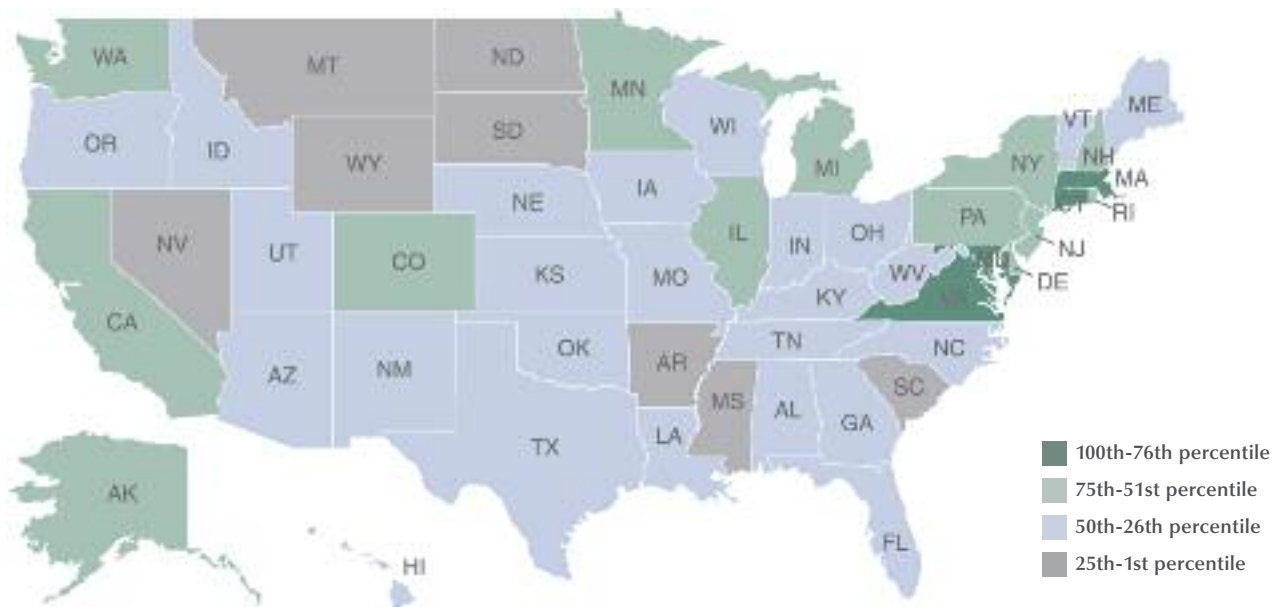 WA
MT
ND
MN
ME
VT
OR
ID
SD
WI
NH
WY
MI
NY
MA
IA
RI
NE
PA
NV
IL
OH
NJ
UT
CO
IN
KS
MO
WV
DE
KY
CA
TN
NC
OK
AR
AZ
NM
SC
MS
AL
GA
LA
TX
100th-76th percentile
75th-51st percentile
AK
50th-26th percentile
FL
25th-1st percentile
HI